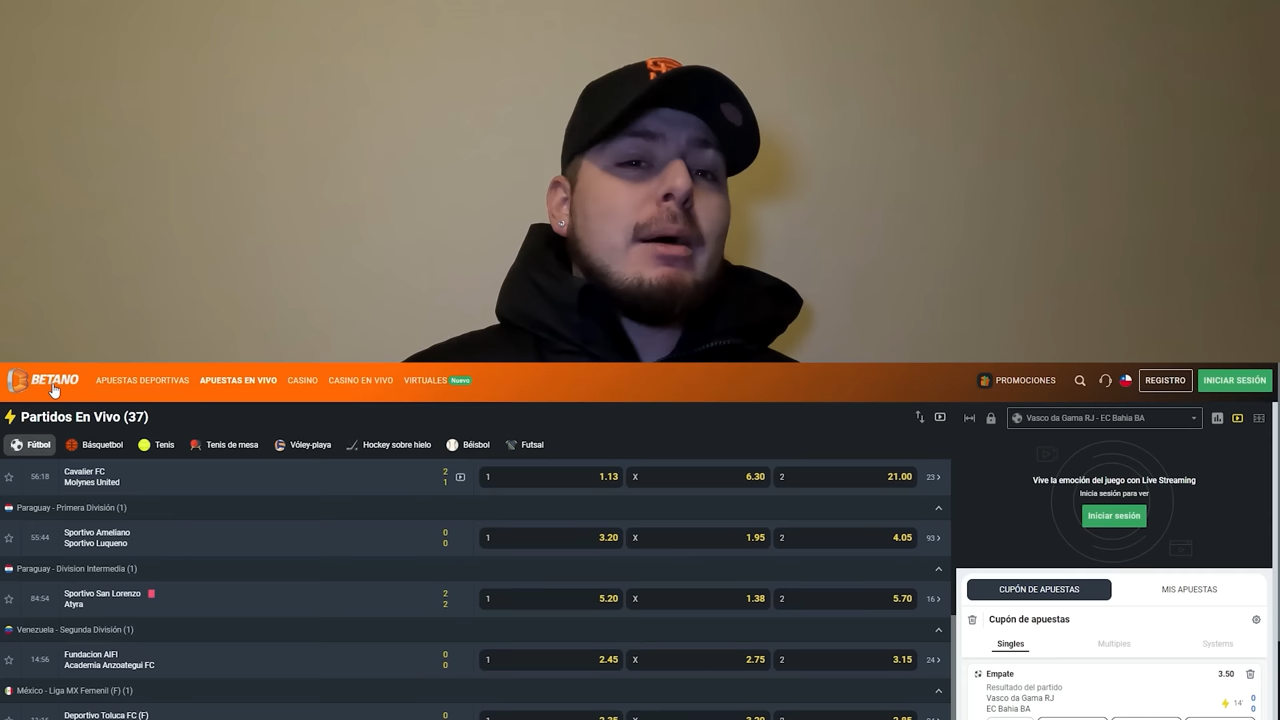 BETANO APUESTAS DEPORTIVAS APUESTAS EN VIVO CASINO CASINO EN VIVO VIRTUALES Nuevo PROMOCIONES REGISTRO INICIAR SESIÓN
Partidos En Vivo (37)
Fútbol Básquetbol Tenis Tenis de mesa Vóley-playa Hockey sobre hielo Béisbol Futsal
56:18 Cavalier FC 2
Molynes United 1
1 1.13 X 6.30 2 21.00 23
Paraguay - Primera División (1)
55:44 Sportivo Ameliano 0
Sportivo Luqueno 0
1 3.20 X 1.95 2 4.05 93
Paraguay - Division Intermedia (1)
84:54 Sportivo San Lorenzo 2
Atyra 2
1 5.20 X 1.38 2 5.70 16
Venezuela - Segunda División (1)
14:56 Fundacion AIFI 0
Academia Anzoategui FC 0
1 2.45 X 2.75 2 3.15 24
México - Liga MX Femenil (F) (1)
Deportivo Toluca FC (F) 0
Vasco da Gama RJ - EC Bahia BA
Vive la emoción del juego con Live Streaming
Inicia sesión para ver
Iniciar sesión
CUPÓN DE APUESTAS MIS APUESTAS
Cupón de apuestas
Singles Multiples Systems
Empate 3.50
Resultado del partido
Vasco da Gama RJ 0
EC Bahia BA 0
14'